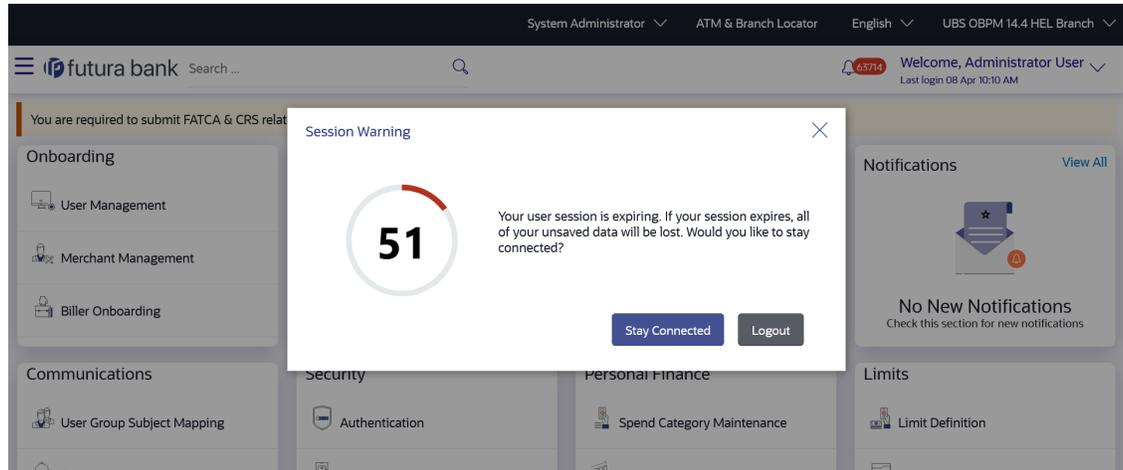 System Administrator ATM & Branch Locator English UBS OBPM 14.4 HEL Branch
futura bank Search ... 63714 Welcome, Administrator User
Last login 08 Apr 10:10 AM
You are required to submit FATCA & CRS
Session Warning
51
Your user session is expiring. If your session expires, all
of your unsaved data will be lost. Would you like to stay
connected?
Stay Connected Logout
Onboarding
User Management
Merchant Management
Biller Onboarding
Notifications View All
No New Notifications
Check this section for new notifications
Communications
User Group Subject Mapping
Security
Authentication
Personal Finance
Spend Category Maintenance
Limits
Limit Definition